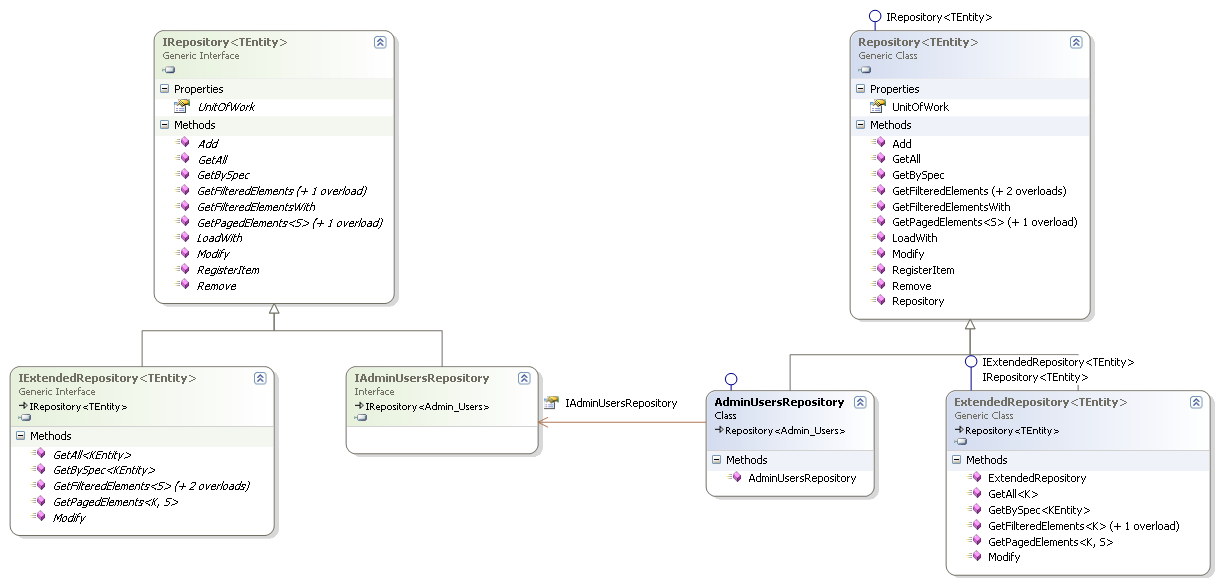 IRepository<TEntity>
Generic Interface
Properties
UnitOfWork
Methods
Add
GetAll
GetBySpec
GetFilteredElements (+ 1 overload)
GetFilteredElementsWith
GetPagedElements<S> (+ 1 overload)
LoadWith
Modify
RegisterItem
Remove
IRepository<TEntity>
Repository<TEntity>
Generic Class
Properties
UnitOfWork
Methods
Add
GetAll
GetBySpec
GetFilteredElements (+ 2 overloads)
GetFilteredElementsWith
GetPagedElements<S> (+ 1 overload)
LoadWith
Modify
RegisterItem
Remove
Repository
IExtendedRepository<TEntity>
Generic Interface
IRepository<TEntity>
Methods
GetAll<KEntity>
GetBySpec<KEntity>
GetFilteredElements<S> (+ 2 overloads)
GetPagedElements<K, S>
Modify
IAdminUsersRepository
Interface
IRepository<Admin_Users>
IAdminUsersRepository
AdminUsersRepository
Class
Repository<Admin_Users>
Methods
AdminUsersRepository
IExtendedRepository<TEntity>
IRepository<TEntity>
ExtendedRepository<TEntity>
Generic Class
Repository<TEntity>
Methods
ExtendedRepository
GetAll<K>
GetBySpec<KEntity>
GetFilteredElements<K> (+ 1 overload)
GetPagedElements<K, S>
Modify